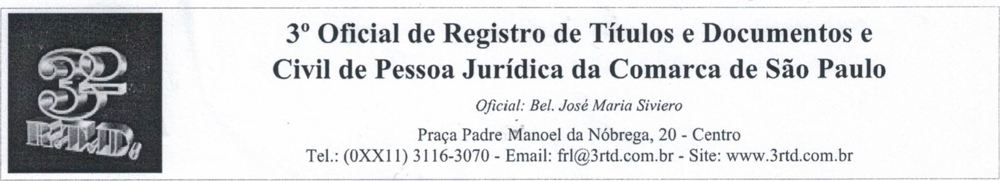 3º
R.T.D.
3º Oficial de Registro de Títulos e Documentos e
Civil de Pessoa Jurídica da Comarca de São Paulo
Oficial: Bel. José Maria Siviero
Praça Padre Manoel da Nóbrega, 20 - Centro
Tel.: (0XX11) 3116-3070 - Email: frl@3rtd.com.br - Site: www.3rtd.com.br